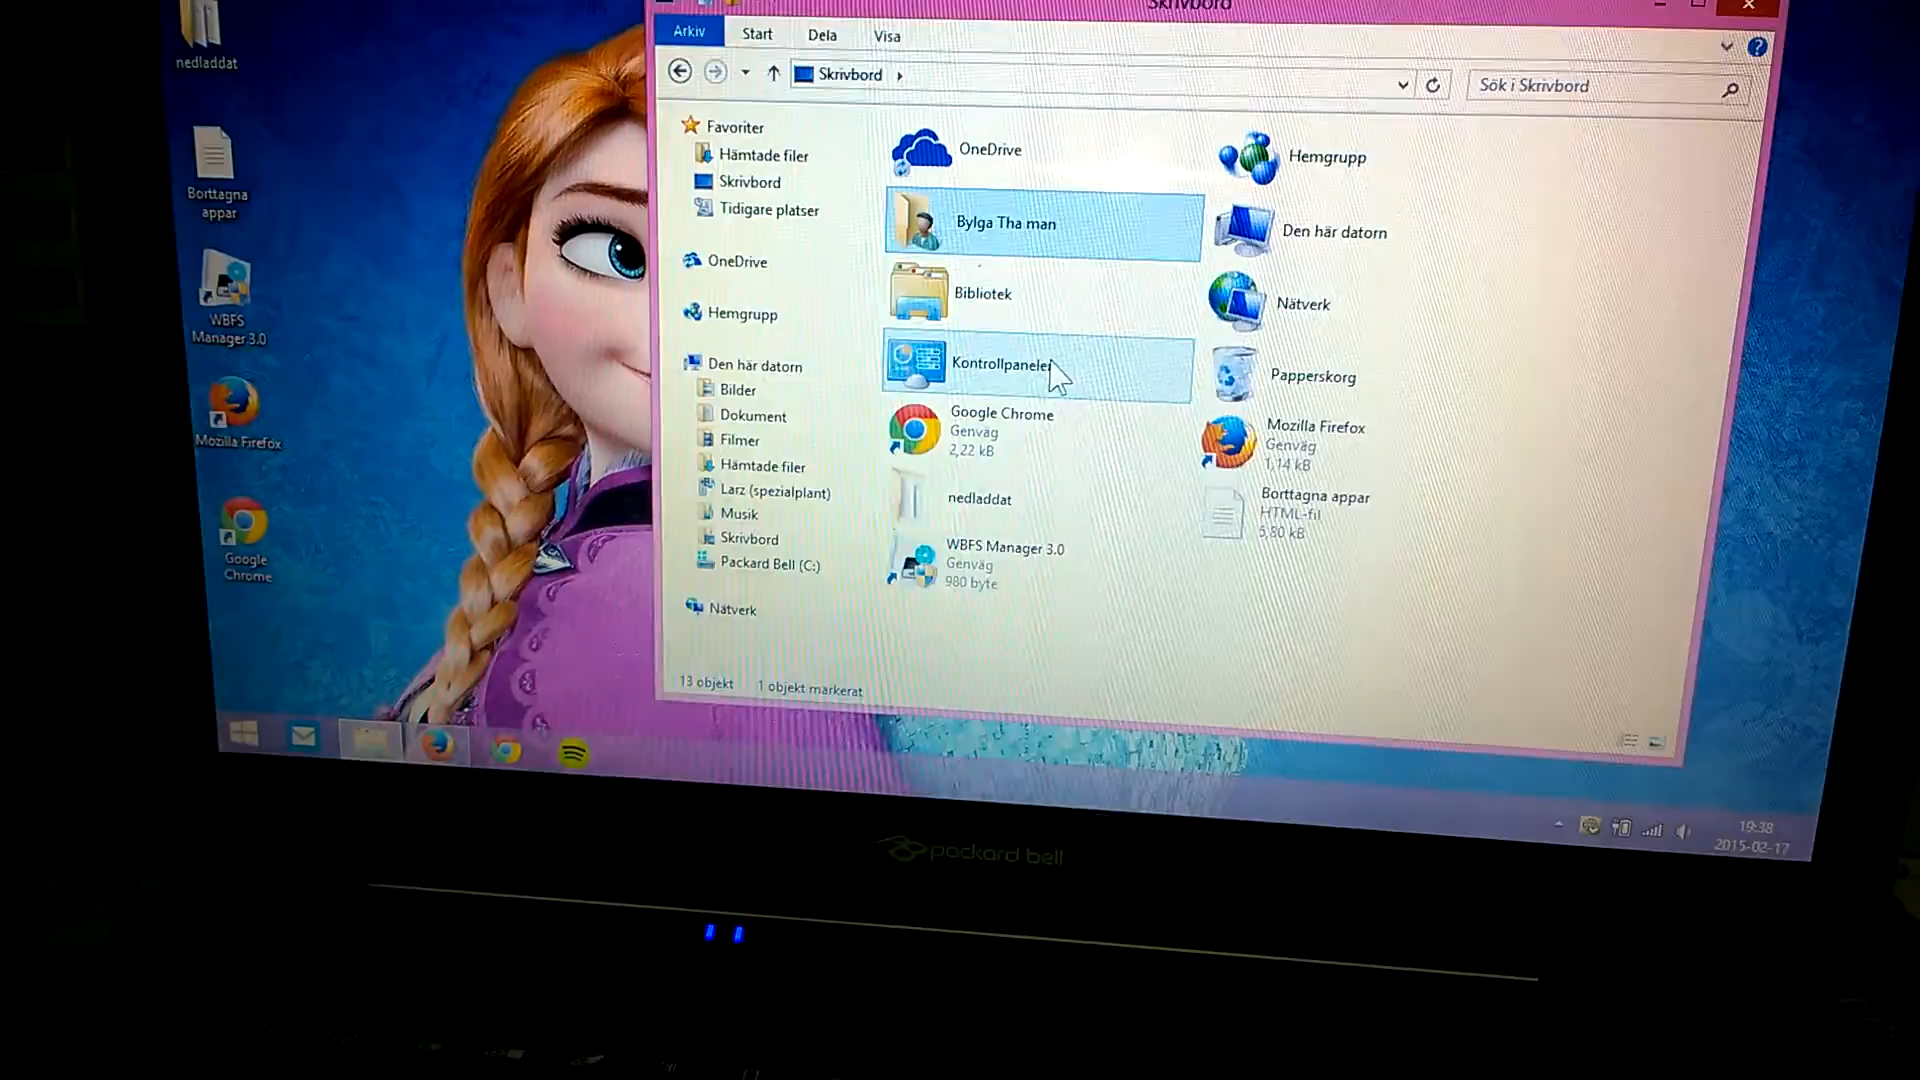 Skrivbord
Arkiv
Start
Dela
Visa
Skrivbord
Sök i Skrivbord
nedladdat
Borttagna
appar
WBFS
Manager 3.0
Mozilla Firefox
Google
Chrome
Favoriter
Hämtade filer
Skrivbord
Tidigare platser
OneDrive
Hemgrupp
Den här datorn
Bilder
Dokument
Filmer
Hämtade filer
Larz (spezialplant)
Musik
Skrivbord
Packard Bell (C:)
Nätverk
OneDrive
Hemgrupp
Bylga Tha man
Den här datorn
Bibliotek
Nätverk
Kontrollpanelen
Papperskorg
Google Chrome
Genväg
2,22 kB
Mozilla Firefox
Genväg
1,14 kB
nedladdat
Borttagna appar
HTML-fil
5,80 kB
WBFS Manager 3.0
Genväg
980 byte
13 objekt
1 objekt markerat
19:38
2015-02-17
packard bell